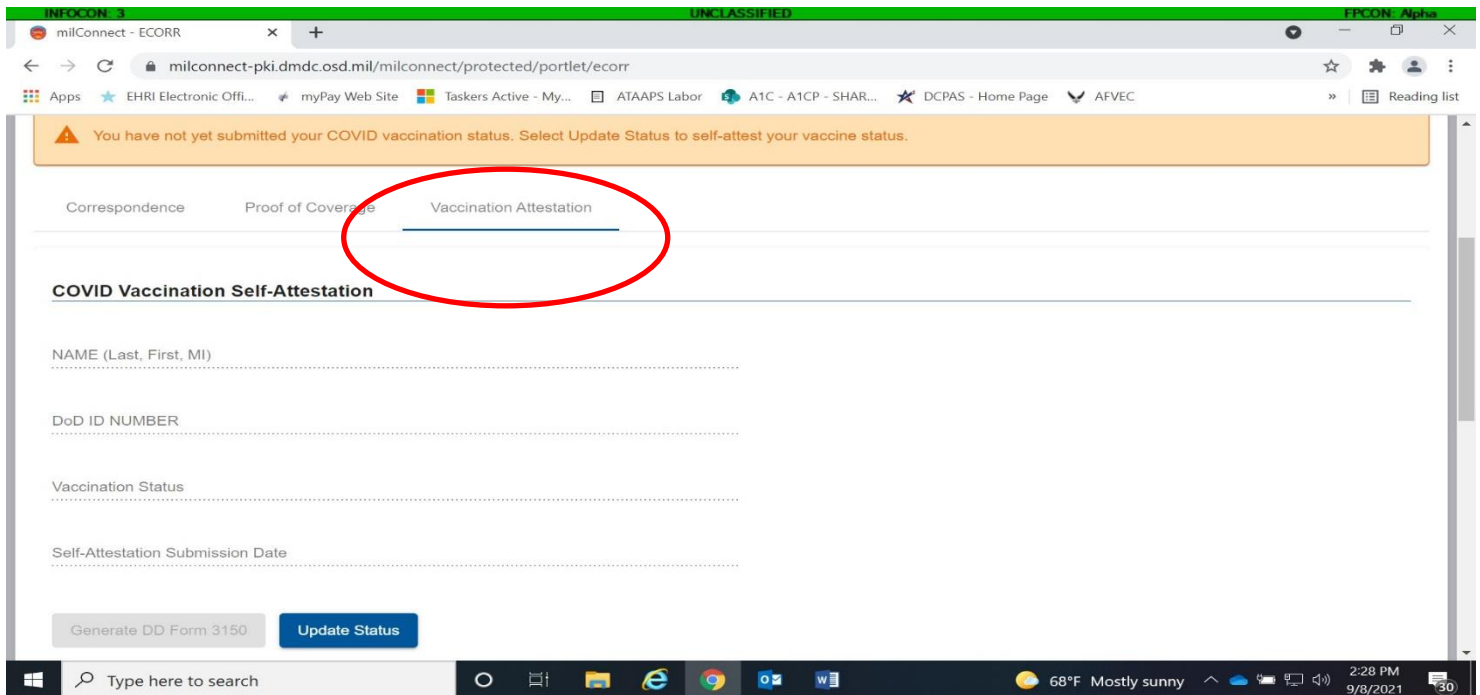 INFOCON: 3 UNCLASSIFIED FPCON: Alpha
milConnect - ECORR
milconnect-pki.dmdc.osd.mil/milconnect/protected/portlet/ecorr
Apps EHRI Electronic Offi... myPay Web Site Taskers Active - My... ATAAPS Labor A1C - A1CP - SHAR... DCPAS - Home Page AFVEC » Reading list
You have not yet submitted your COVID vaccination status. Select Update Status to self-attest your vaccine status.
Correspondence Proof of Coverage Vaccination Attestation
COVID Vaccination Self-Attestation
NAME (Last, First, MI)
DoD ID NUMBER
Vaccination Status
Self-Attestation Submission Date
Generate DD Form 3150 Update Status
Type here to search 68°F Mostly sunny 2:28 PM
9/8/2021 30